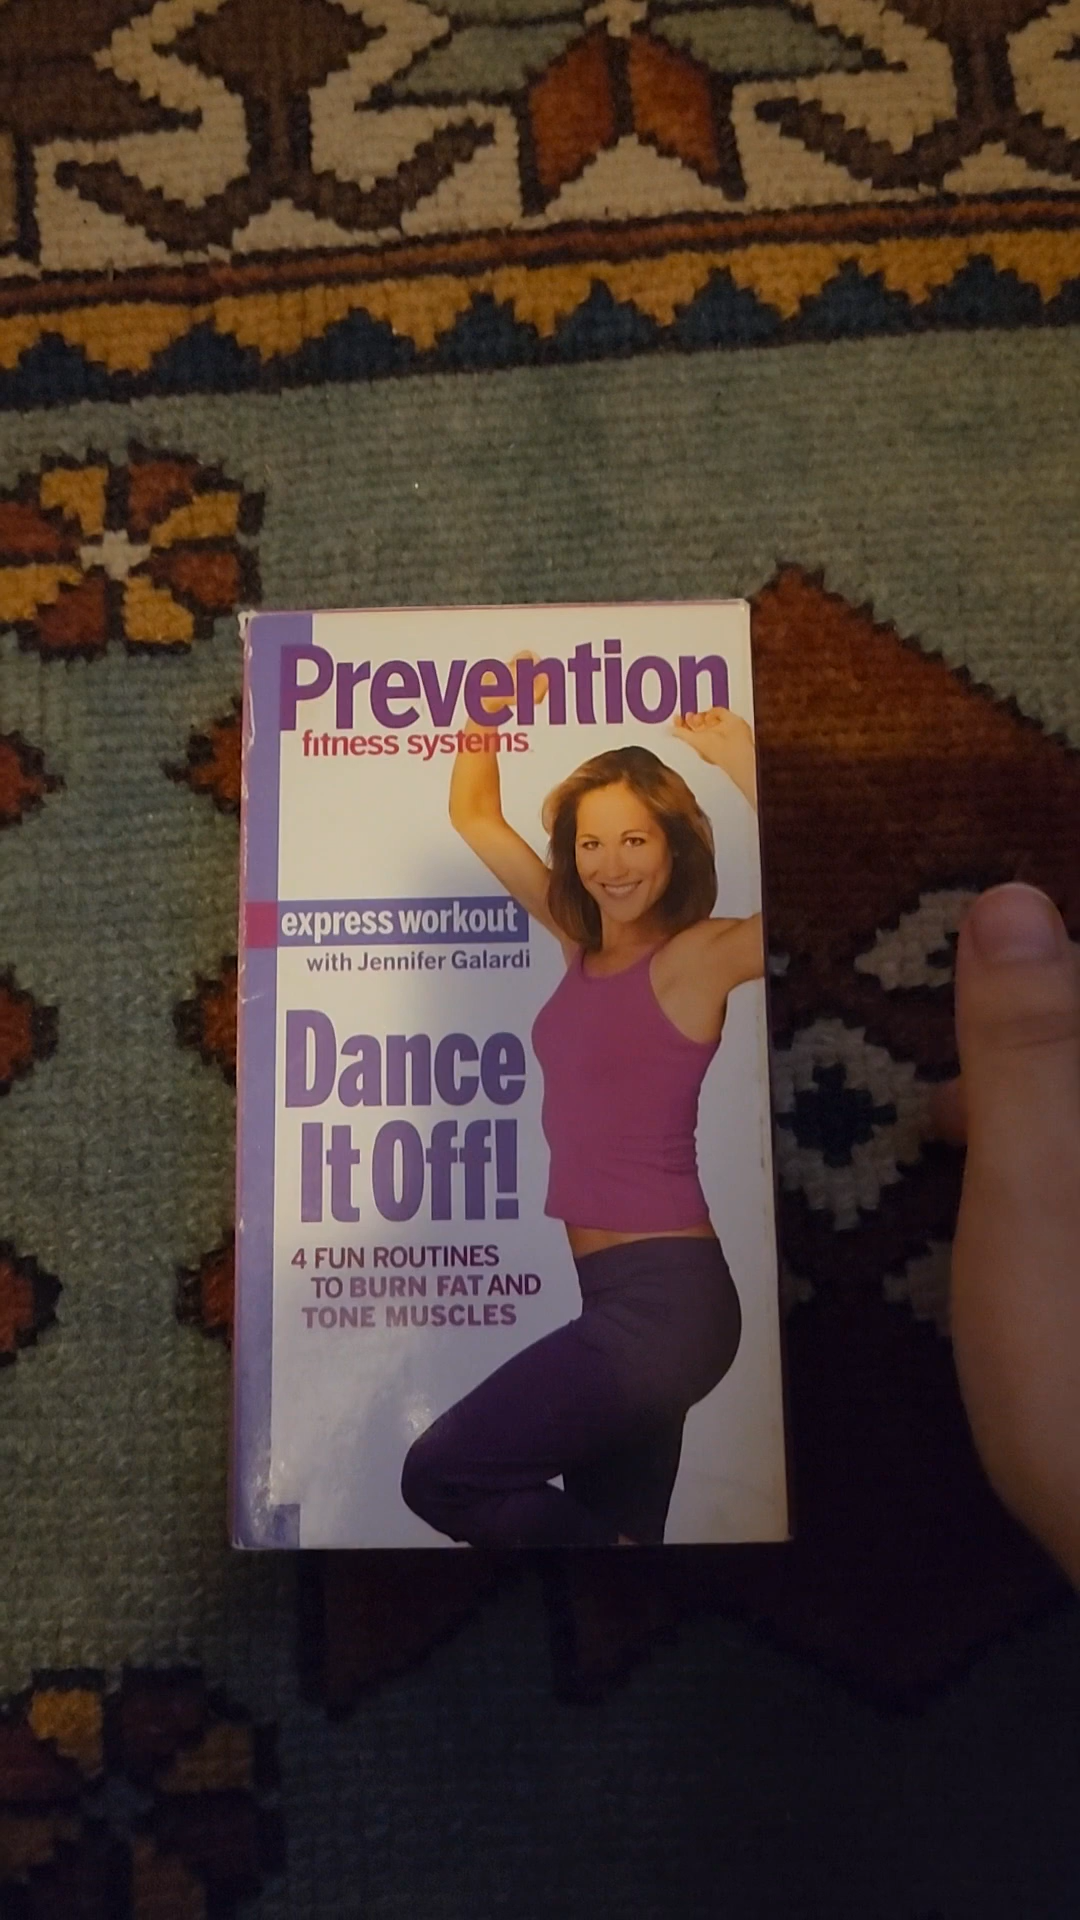 Prevention
fitness systems
express workout
with Jennifer Galardi
Dance
It Off!
4 FUN ROUTINES
TO BURN FAT AND
TONE MUSCLES